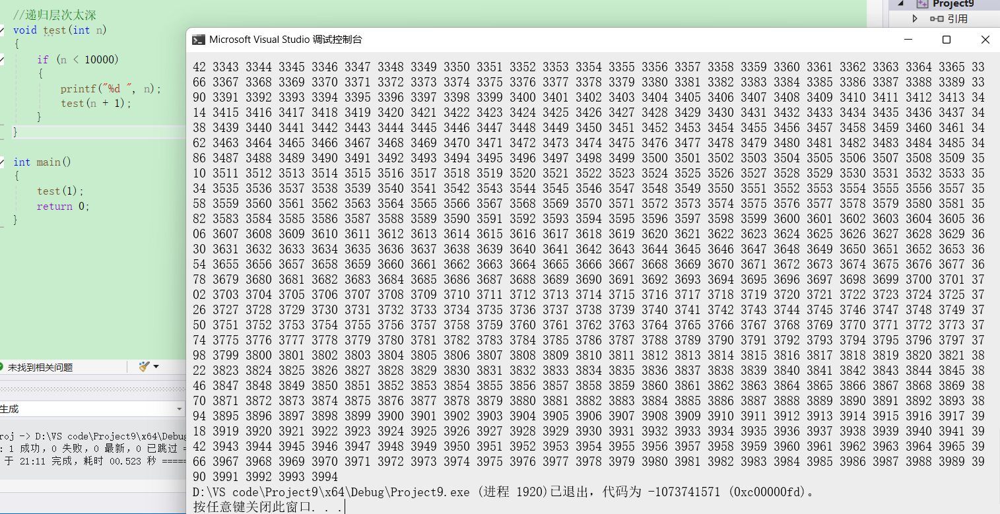 //递归层次太深
void test(int n)
{
if (n < 10000)
{
printf("%d ", n);
test(n + 1);
}
}
int main()
{
test(1);
return 0;
}
未找到相关问题
生成
roj -> D:\VS code\Project9\x64\Debug
: 1 成功，0 失败，0 最新，0 已跳过 =
于 21:11 完成，耗时 00.523 秒 =====
Project9
引用
Microsoft Visual Studio 调试控制台
42 3343 3344 3345 3346 3347 3348 3349 3350 3351 3352 3353 3354 3355 3356 3357 3358 3359 3360 3361 3362 3363 3364 3365 33
66 3367 3368 3369 3370 3371 3372 3373 3374 3375 3376 3377 3378 3379 3380 3381 3382 3383 3384 3385 3386 3387 3388 3389 33
90 3391 3392 3393 3394 3395 3396 3397 3398 3399 3400 3401 3402 3403 3404 3405 3406 3407 3408 3409 3410 3411 3412 3413 34
14 3415 3416 3417 3418 3419 3420 3421 3422 3423 3424 3425 3426 3427 3428 3429 3430 3431 3432 3433 3434 3435 3436 3437 34
38 3439 3440 3441 3442 3443 3444 3445 3446 3447 3448 3449 3450 3451 3452 3453 3454 3455 3456 3457 3458 3459 3460 3461 34
62 3463 3464 3465 3466 3467 3468 3469 3470 3471 3472 3473 3474 3475 3476 3477 3478 3479 3480 3481 3482 3483 3484 3485 34
86 3487 3488 3489 3490 3491 3492 3493 3494 3495 3496 3497 3498 3499 3500 3501 3502 3503 3504 3505 3506 3507 3508 3509 35
10 3511 3512 3513 3514 3515 3516 3517 3518 3519 3520 3521 3522 3523 3524 3525 3526 3527 3528 3529 3530 3531 3532 3533 35
34 3535 3536 3537 3538 3539 3540 3541 3542 3543 3544 3545 3546 3547 3548 3549 3550 3551 3552 3553 3554 3555 3556 3557 35
58 3559 3560 3561 3562 3563 3564 3565 3566 3567 3568 3569 3570 3571 3572 3573 3574 3575 3576 3577 3578 3579 3580 3581 35
82 3583 3584 3585 3586 3587 3588 3589 3590 3591 3592 3593 3594 3595 3596 3597 3598 3599 3600 3601 3602 3603 3604 3605 36
06 3607 3608 3609 3610 3611 3612 3613 3614 3615 3616 3617 3618 3619 3620 3621 3622 3623 3624 3625 3626 3627 3628 3629 36
30 3631 3632 3633 3634 3635 3636 3637 3638 3639 3640 3641 3642 3643 3644 3645 3646 3647 3648 3649 3650 3651 3652 3653 36
54 3655 3656 3657 3658 3659 3660 3661 3662 3663 3664 3665 3666 3667 3668 3669 3670 3671 3672 3673 3674 3675 3676 3677 36
78 3679 3680 3681 3682 3683 3684 3685 3686 3687 3688 3689 3690 3691 3692 3693 3694 3695 3696 3697 3698 3699 3700 3701 37
02 3703 3704 3705 3706 3707 3708 3709 3710 3711 3712 3713 3714 3715 3716 3717 3718 3719 3720 3721 3722 3723 3724 3725 37
26 3727 3728 3729 3730 3731 3732 3733 3734 3735 3736 3737 3738 3739 3740 3741 3742 3743 3744 3745 3746 3747 3748 3749 37
50 3751 3752 3753 3754 3755 3756 3757 3758 3759 3760 3761 3762 3763 3764 3765 3766 3767 3768 3769 3770 3771 3772 3773 37
74 3775 3776 3777 3778 3779 3780 3781 3782 3783 3784 3785 3786 3787 3788 3789 3790 3791 3792 3793 3794 3795 3796 3797 37
98 3799 3800 3801 3802 3803 3804 3805 3806 3807 3808 3809 3810 3811 3812 3813 3814 3815 3816 3817 3818 3819 3820 3821 38
22 3823 3824 3825 3826 3827 3828 3829 3830 3831 3832 3833 3834 3835 3836 3837 3838 3839 3840 3841 3842 3843 3844 3845 38
46 3847 3848 3849 3850 3851 3852 3853 3854 3855 3856 3857 3858 3859 3860 3861 3862 3863 3864 3865 3866 3867 3868 3869 38
70 3871 3872 3873 3874 3875 3876 3877 3878 3879 3880 3881 3882 3883 3884 3885 3886 3887 3888 3889 3890 3891 3892 3893 38
94 3895 3896 3897 3898 3899 3900 3901 3902 3903 3904 3905 3906 3907 3908 3909 3910 3911 3912 3913 3914 3915 3916 3917 39
18 3919 3920 3921 3922 3923 3924 3925 3926 3927 3928 3929 3930 3931 3932 3933 3934 3935 3936 3937 3938 3939 3940 3941 39
42 3943 3944 3945 3946 3947 3948 3949 3950 3951 3952 3953 3954 3955 3956 3957 3958 3959 3960 3961 3962 3963 3964 3965 39
66 3967 3968 3969 3970 3971 3972 3973 3974 3975 3976 3977 3978 3979 3980 3981 3982 3983 3984 3985 3986 3987 3988 3989 39
90 3991 3992 3993 3994
D:\VS code\Project9\x64\Debug\Project9.exe (进程 1920)已退出，代码为 -1073741571 (0xc00000fd)。
按任意键关闭此窗口. . .